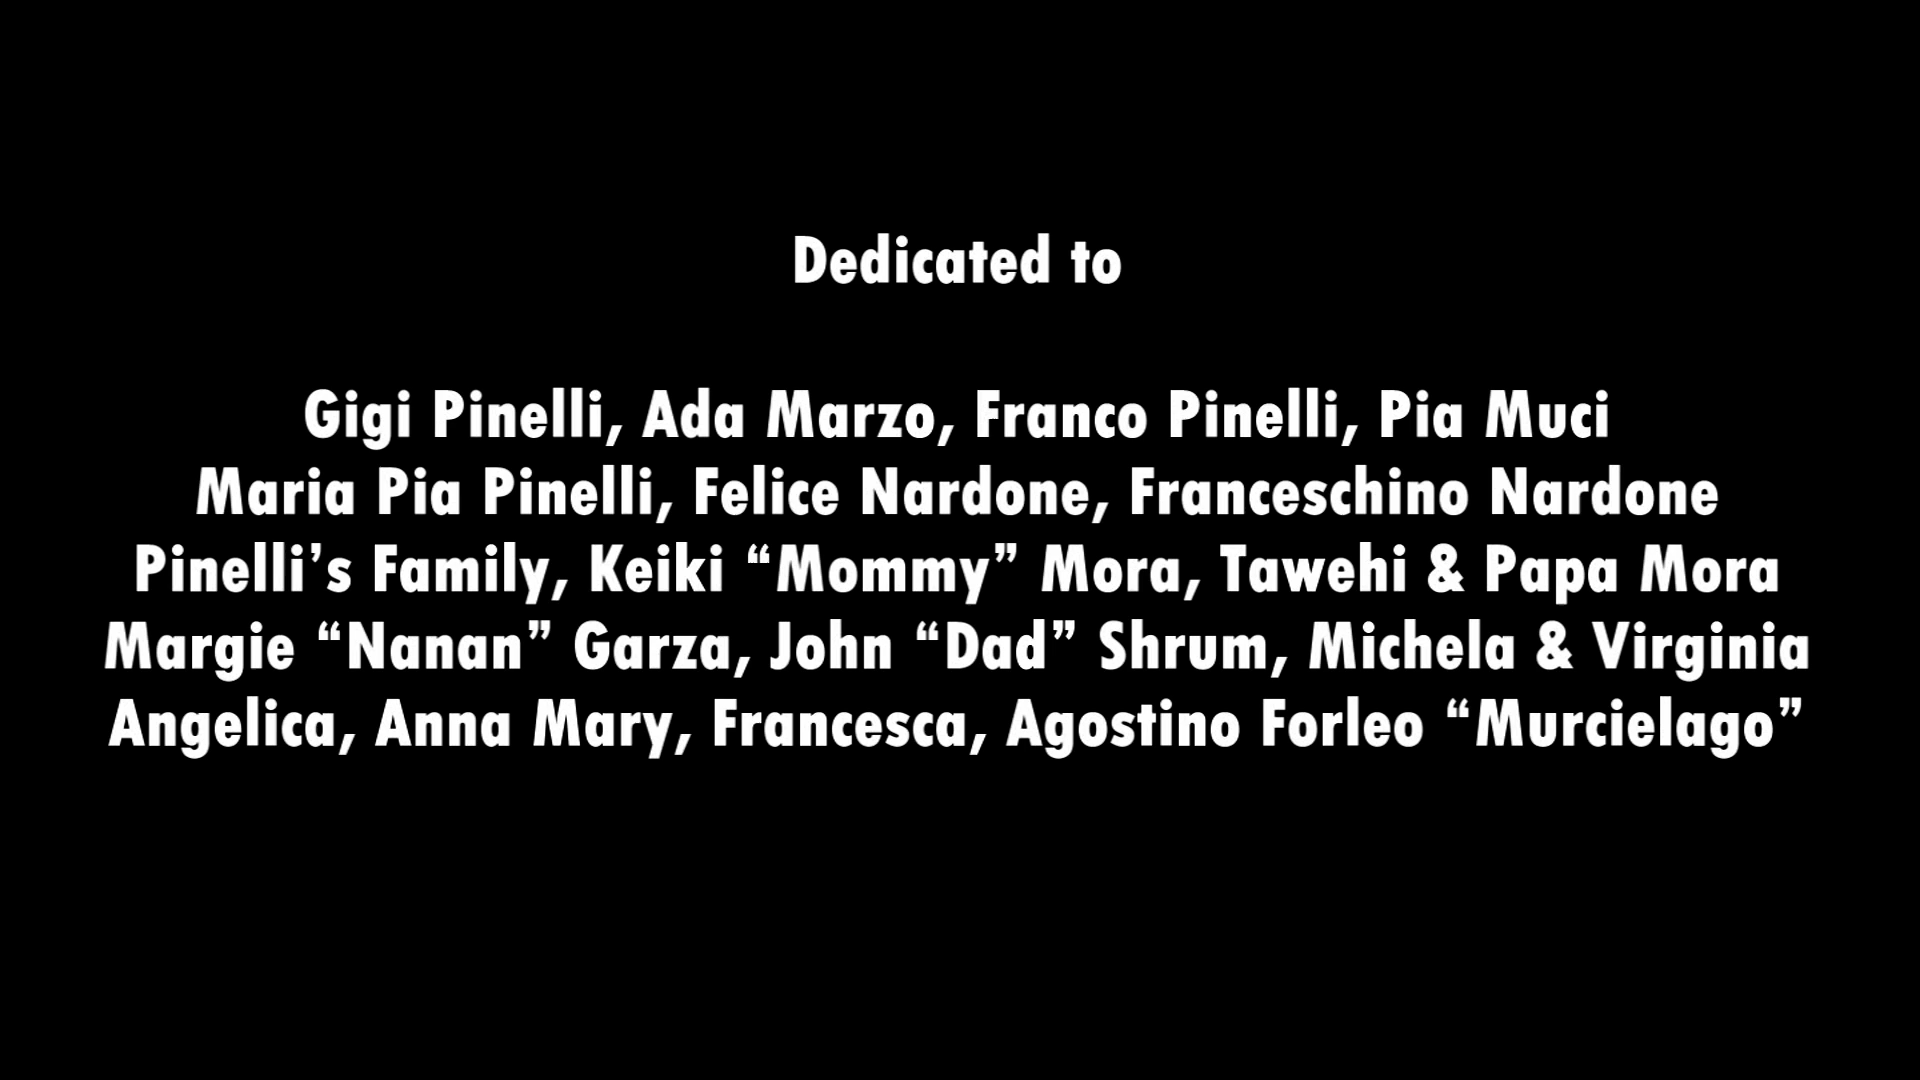 Dedicated to
Gigi Pinelli, Ada Marzo, Franco Pinelli, Pia Muci
Maria Pia Pinelli, Felice Nardone, Franceschino Nardone
Pinelli’s Family, Keiki “Mommy” Mora, Tawehi & Papa Mora
Margie “Nanan” Garza, John “Dad” Shrum, Michela & Virginia
Angelica, Anna Mary, Francesca, Agostino Forleo “Murcielago”